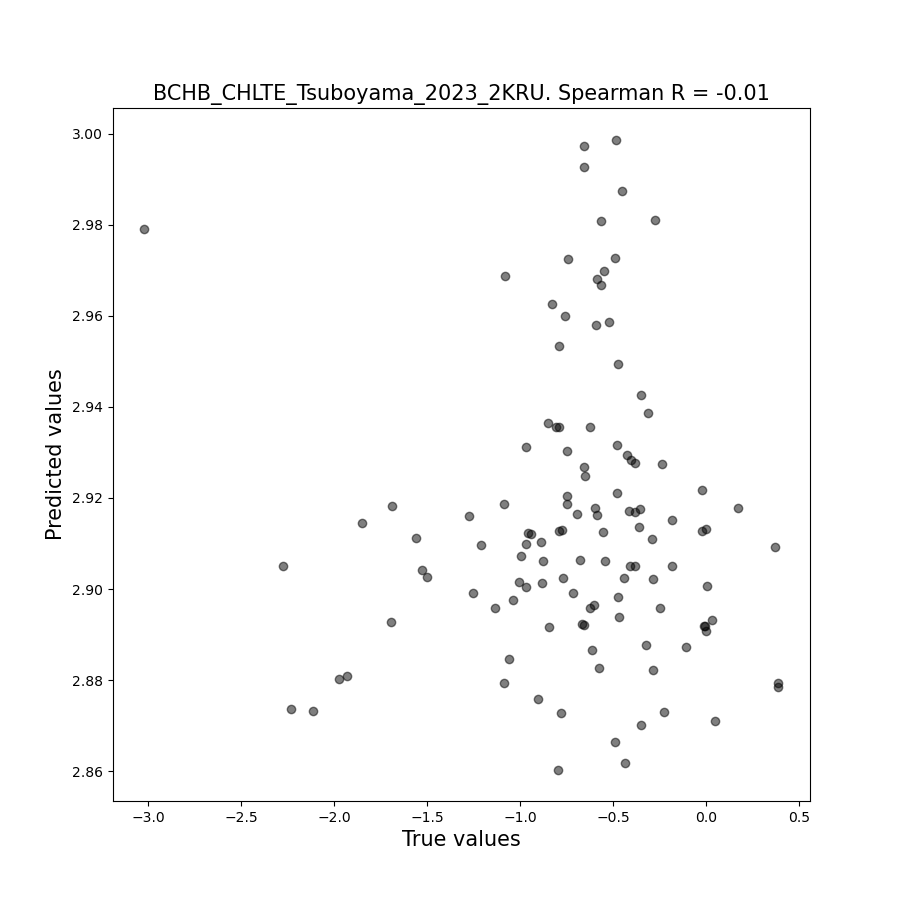 BCHB_CHLTE_Tsuboyama_2023_2KRU. Spearman R = -0.01
3.00
2.98
2.96
2.94
2.92
2.90
2.88
2.86
Predicted values
−3.0 −2.5 −2.0 −1.5 −1.0 −0.5 0.0 0.5
True values